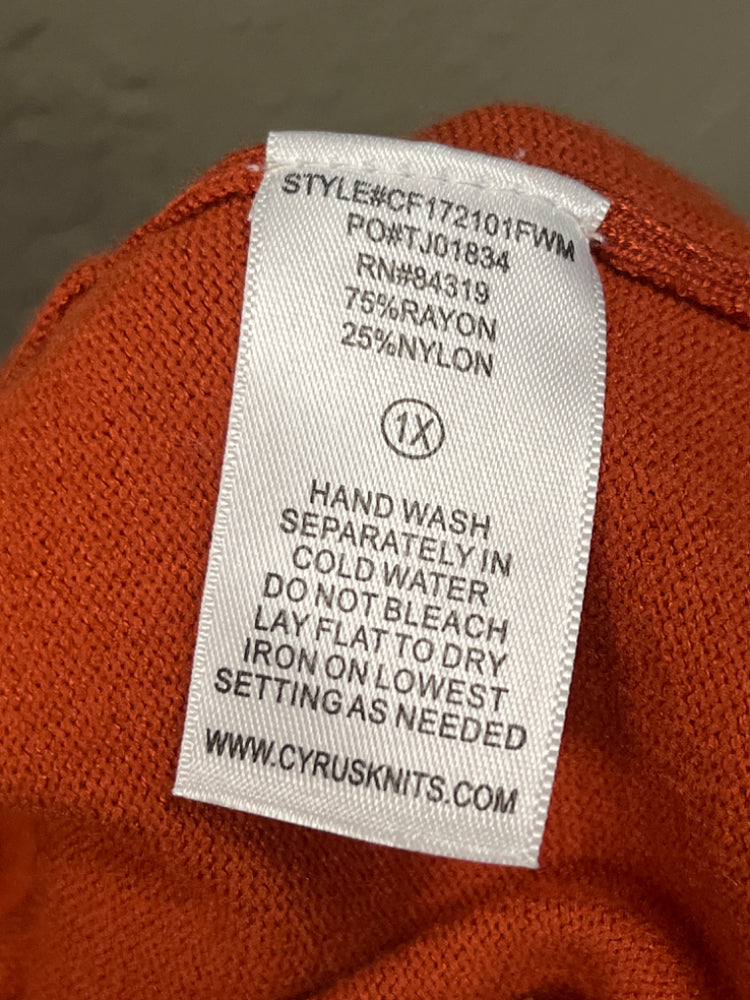 STYLE#CF172101FWM
PO#TJ01834
RN#84319
75%RAYON
25%NYLON
1X
HAND WASH
SEPARATELY IN
COLD WATER
DO NOT BLEACH
LAY FLAT TO DRY
IRON ON LOWEST
SETTING AS NEEDED
WWW.CYRUSKNITS.COM